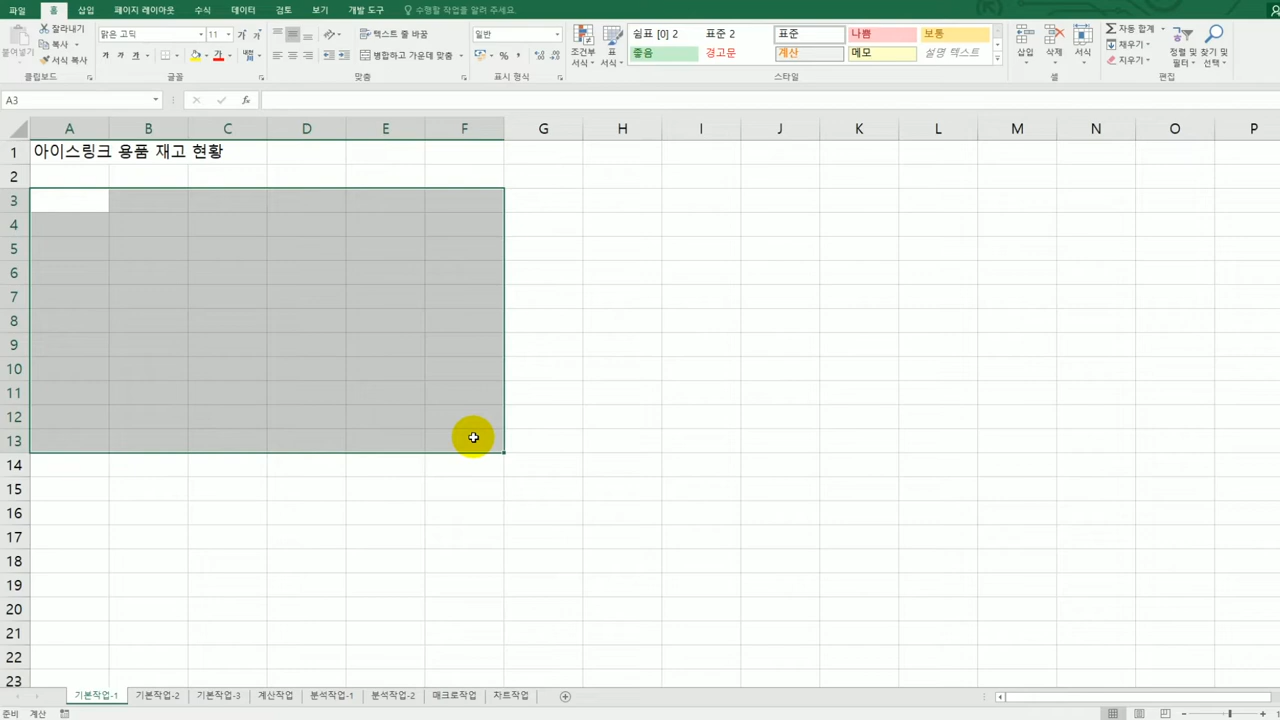 파일 홈 삽입 페이지 레이아웃 수식 데이터 검토 보기 개발 도구 수행할 작업을 알려 주세요.
잘라내기 맑은 고딕 11 텍스트 줄 바꿈 일반 쉼표 [0] 2 표준 2 표준 나쁨 보통 자동 합계
붙여넣기 복사 조건부 서식 표 서식 삽입 삭제 서식 채우기 정렬 및 필터 찾기 및 선택
서식 복사 가 가 가 병합하고 가운데 맞춤 % 좋음 경고문 계산 메모 설명 텍스트 지우기
클립보드 글꼴 맞춤 표시 형식 스타일 셀 편집
A3 fx
A B C D E F G H I J K L M N O P
1 아이스링크 용품 재고 현황
2
3
4
5
6
7
8
9
10
11
12
13
14
15
16
17
18
19
20
21
22
23
기본작업-1 기본작업-2 기본작업-3 계산작업 분석작업-1 분석작업-2 매크로작업 차트작업
준비 계산